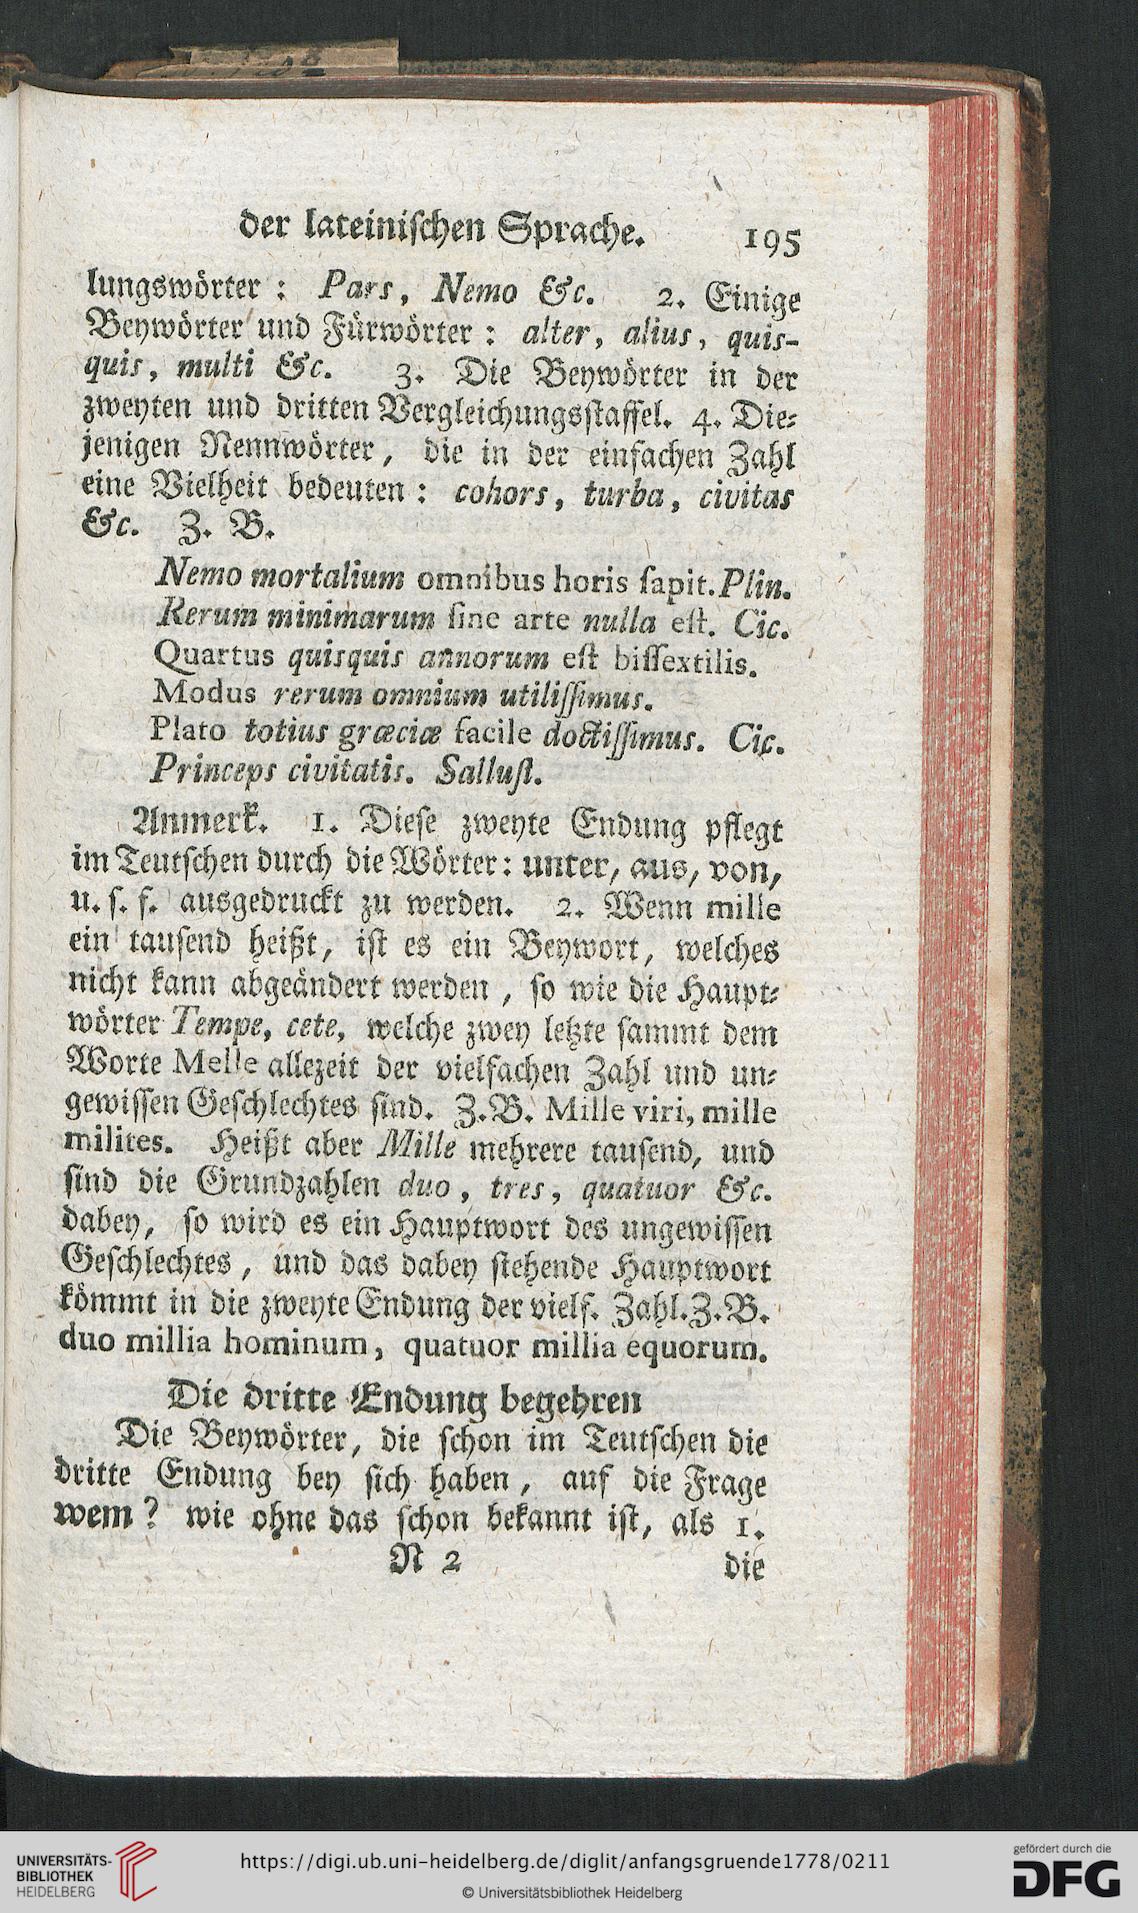 der lateiniſchen Sprache. 195
lungswörter : Pars, Nemo &c. 2. Einige
Beywörter und Fürwörter : alter, alius, quis-
quis, multi &c. 3. Die Beywörter in der
zweyten und dritten Vergleichungsſtaffel. 4. Die-
jenigen Nennwörter, die in der einfachen Zahl
eine Vielheit bedeuten : cohors, turba, civitas
&c. Z. B.
Nemo mortalium omnibus horis ſapit. Plin.
Rerum minimarum ſine arte nulla eſt. Cic.
Quartus quisquis annorum eſt biſſextilis.
Modus rerum omnium utiliſſimus.
Plato totius græciæ facile doctiſſimus. Cic.
Princeps civitatis. Salluſt.
Anmerk. 1. Dieſe zweyte Endung pflegt
im Teutſchen durch die Wörter: unter, aus, von,
u. ſ. f. ausgedruckt zu werden. 2. Wenn mille
ein tauſend heißt, iſt es ein Beywort, welches
nicht kann abgeändert werden , ſo wie die Haupt-
wörter Tempe, cete, welche zwey letzte ſammt dem
Worte Melle allezeit der vielfachen Zahl und un-
gewiſſen Geſchlechtes ſind. Z.B. Mille viri, mille
milites. Heißt aber Mille mehrere tauſend, und
ſind die Grundzahlen duo , tres, quatuor &c.
dabey, ſo wird es ein Hauptwort des ungewiſſen
Geſchlechtes , und das dabey ſtehende Hauptwort
kömmt in die zweyte Endung der vielf. Zahl. Z. B.
duo millia hominum, quatuor millia equorum.
Die dritte Endung begehren
Die Beywörter, die ſchon im Teutſchen die
dritte Endung bey ſich haben , auf die Frage
wem? wie ohne das ſchon bekannt iſt, als 1.
N 2 die
UNIVERSITÄTS-
BIBLIOTHEK
HEIDELBERG
https://digi.ub.uni-heidelberg.de/diglit/anfangsgruende1778/0211
© Universitätsbibliothek Heidelberg
gefördert durch die
DFG